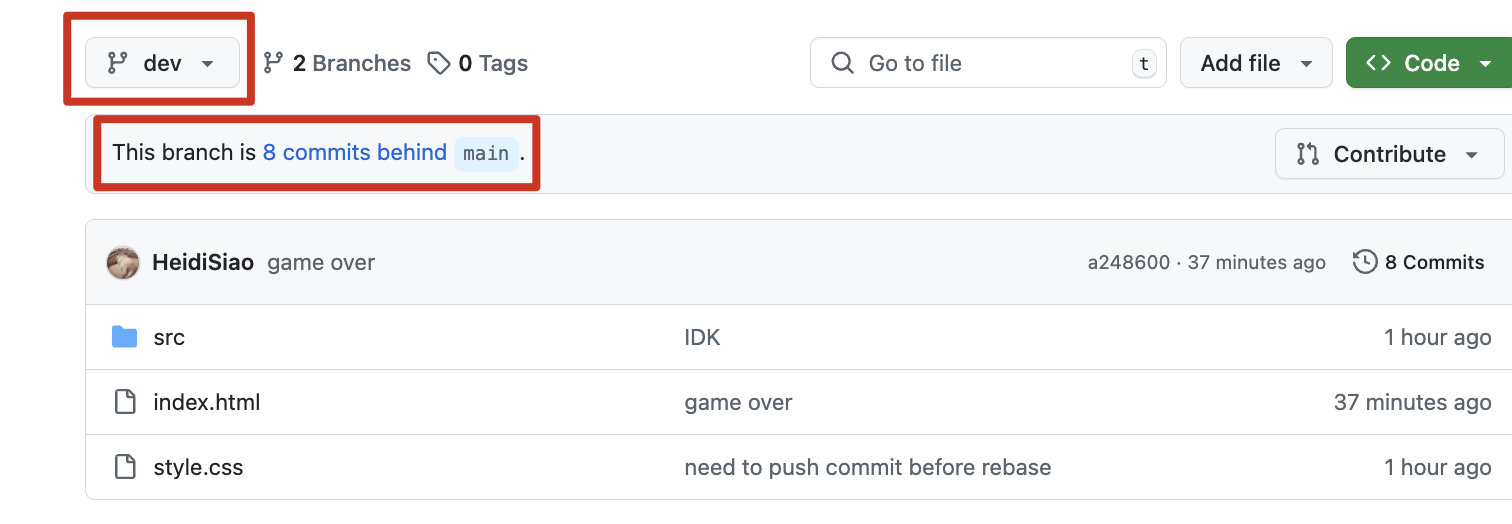 dev 2 Branches 0 Tags Go to file t Add file Code
This branch is 8 commits behind main . Contribute
HeidiSiao game over a248600 · 37 minutes ago 8 Commits
src IDK 1 hour ago
index.html game over 37 minutes ago
style.css need to push commit before rebase 1 hour ago